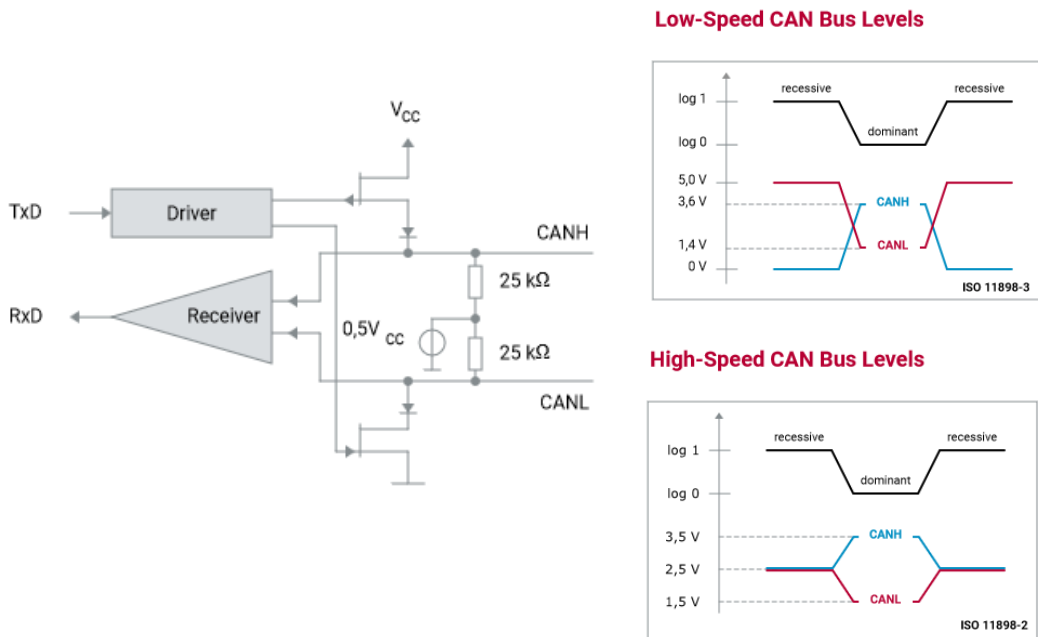 V CC
TxD
Driver
CANH
25 kΩ
RxD
Receiver
0,5V CC
25 kΩ
CANL
Low-Speed CAN Bus Levels
recessive
recessive
log 1
dominant
log 0
5,0 V
3,6 V
CANH
1,4 V
CANL
0 V
ISO 11898-3
High-Speed CAN Bus Levels
recessive
recessive
log 1
dominant
log 0
3,5 V
CANH
2,5 V
1,5 V
CANL
ISO 11898-2